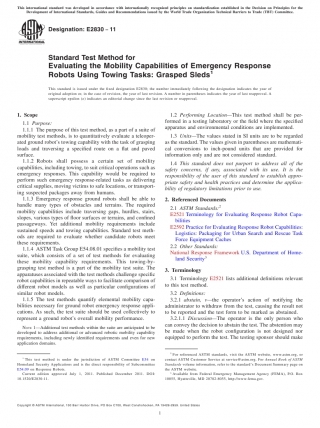 This international standard was developed in accordance with internationally recognized principles on standardization established in the Decision on Principles for the
Development of International Standards, Guides and Recommendations issued by the World Trade Organization Technical Barriers to Trade (TBT) Committee.
Designation: E2830 − 11
Standard Test Method for
Evaluating the Mobility Capabilities of Emergency Response
Robots Using Towing Tasks: Grasped Sleds1
This standard is issued under the fixed designation E2830; the number immediately following the designation indicates the year of
original adoption or, in the case of revision, the year of last revision. A number in parentheses indicates the year of last reapproval. A
superscript epsilon (ε) indicates an editorial change since the last revision or reapproval.
1. Scope
1.1 Purpose:
1.1.1 The purpose of this test method, as a part of a suite of
mobility test methods, is to quantitatively evaluate a teleoper-
ated ground robot's towing capability with the task of grasping
loads and traversing a specified route on a flat and paved
surface.
1.1.2 Robots shall possess a certain set of mobility
capabilities, including towing, to suit critical operations such as
emergency responses. This capability would be required to
perform such emergency response-related tasks as delivering
critical supplies, moving victims to safe locations, or transport-
ing suspected packages away from humans.
1.1.3 Emergency response ground robots shall be able to
handle many types of obstacles and terrains. The required
mobility capabilities include traversing gaps, hurdles, stairs,
slopes, various types of floor surfaces or terrains, and confined
passageways. Yet additional mobility requirements include
sustained speeds and towing capabilities. Standard test meth-
ods are required to evaluate whether candidate robots meet
these requirements.
1.1.4 ASTM Task Group E54.08.01 specifies a mobility test
suite, which consists of a set of test methods for evaluating
these mobility capability requirements. This towing-by-
grasping test method is a part of the mobility test suite. The
apparatuses associated with the test methods challenge specific
robot capabilities in repeatable ways to facilitate comparison of
different robot models as well as particular configurations of
similar robot models.
1.1.5 The test methods quantify elemental mobility capa-
bilities necessary for ground robot emergency response appli-
cations. As such, the test suite should be used collectively to
represent a ground robot's overall mobility performance.
NOTE 1—Additional test methods within the suite are anticipated to be
developed to address additional or advanced robotic mobility capability
requirements, including newly identified requirements and even for new
application domains.
1 This test method is under the jurisdiction of ASTM Committee E54 on
Homeland Security Applications and is the direct responsibility of Subcommittee
E54.09 on Response Robots.
Current edition approved July 1, 2011. Published December 2011. DOI:
10.1520/E2830-11.
1.2 Performing Location—This test method shall be per-
formed in a testing laboratory or the field where the specified
apparatus and environmental conditions are implemented.
1.3 Units—The values stated in SI units are to be regarded
as the standard. The values given in parentheses are mathemati-
cal conversions to inch-pound units that are provided for
information only and are not considered standard.
1.4 This standard does not purport to address all of the
safety concerns, if any, associated with its use. It is the
responsibility of the user of this standard to establish appro-
priate safety and health practices and determine the applica-
bility of regulatory limitations prior to use.
2. Referenced Documents
2.1 ASTM Standards:2
E2521 Terminology for Evaluating Response Robot Capa-
bilities
E2592 Practice for Evaluating Response Robot Capabilities:
Logistics: Packaging for Urban Search and Rescue Task
Force Equipment Caches
2.2 Other Standards:
National Response Framework U.S. Department of Home-
land Security3
3. Terminology
3.1 Terminology E2521 lists additional definitions relevant
to this test method.
3.2 Definitions:
3.2.1 abstain, v—the operator's action of notifying the
administrator to withdraw from the test, causing the result not
to be reported and the test form to be marked as abstained.
3.2.1.1 Discussion—The operator is the only person who
can convey the decision to abstain the test. The abstention may
be made when the robot configuration is not designed nor
equipped to perform the test. The testing sponsor should make
2 For referenced ASTM standards, visit the ASTM website, www.astm.org, or
contact ASTM Customer Service at service@astm.org. For Annual Book of ASTM
Standards volume information, refer to the standard's Document Summary page on
the ASTM website.
3 Available from Federal Emergency Management Agency (FEMA), P.O. Box
10055, Hyattsville, MD 20782-8055, http://www.fema.gov.
Copyright © ASTM International, 100 Barr Harbor Drive, PO Box C700, West Conshohocken, PA 19428-2959. United States
1